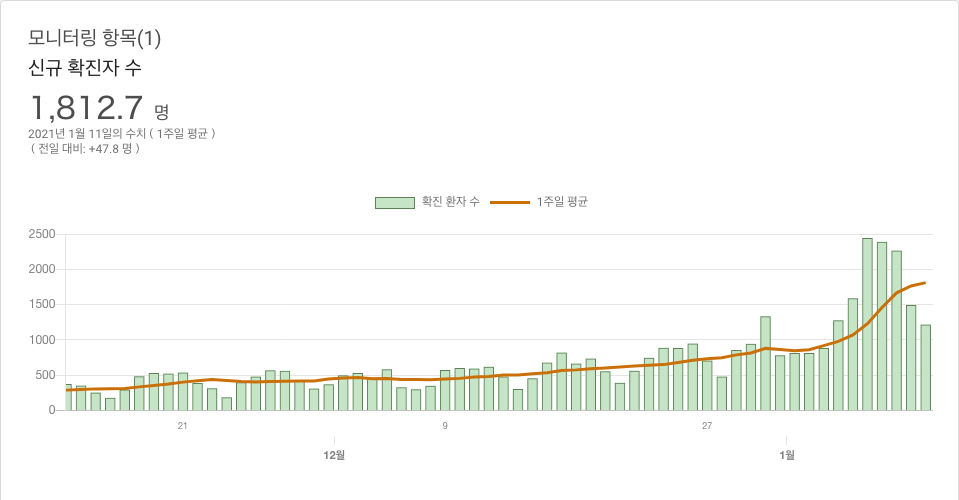 모니터링 항목(1)
신규 확진자 수
1,812.7 명
2021년 1월 11일의 수치 ( 1주일 평균 )
( 전일 대비: +47.8 명 )
확진 환자 수 1주일 평균
2500
2000
1500
1000
500
0
21 9 27
12월 1월